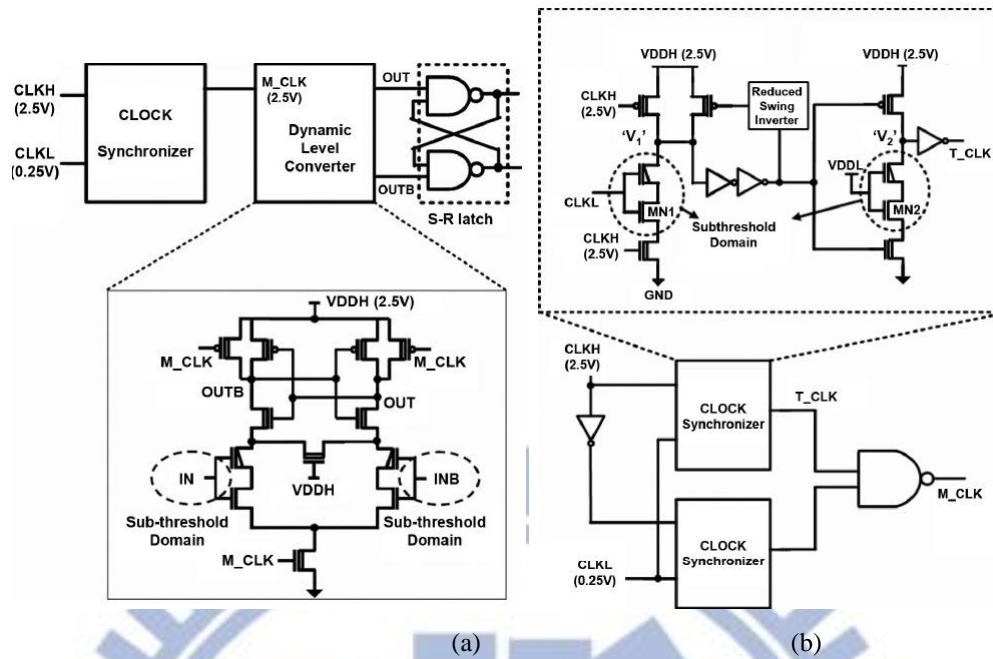 CLKH
(2.5V)
CLKL
(0.25V)
CLOCK
Synchronizer
M_CLK
(2.5V)
Dynamic
Level
Converter
OUT
OUTB
S-R latch
VDDH (2.5V)
M_CLK
M_CLK
OUTB
OUT
IN
VDDH
INB
Sub-threshold
Domain
Sub-threshold
Domain
M_CLK
(a)
VDDH (2.5V)
VDDH (2.5V)
CLKH
(2.5V)
Reduced
Swing
Inverter
'V1'
'V2'
T_CLK
VDDL
CLKL
MN1
MN2
Subthreshold
Domain
CLKH
(2.5V)
GND
CLKH
(2.5V)
CLOCK
Synchronizer
T_CLK
M_CLK
CLOCK
Synchronizer
CLKL
(0.25V)
(b)